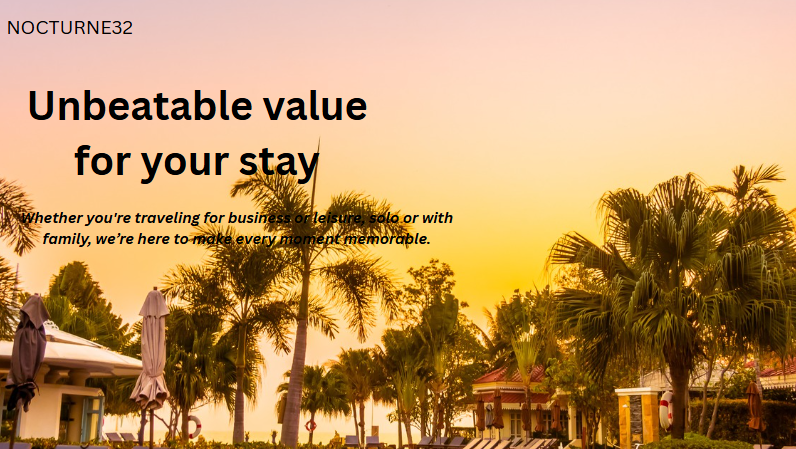 NOCTURNE32
Unbeatable value
for your stay
Whether you're traveling for business or leisure, solo or with
family, we’re here to make every moment memorable.